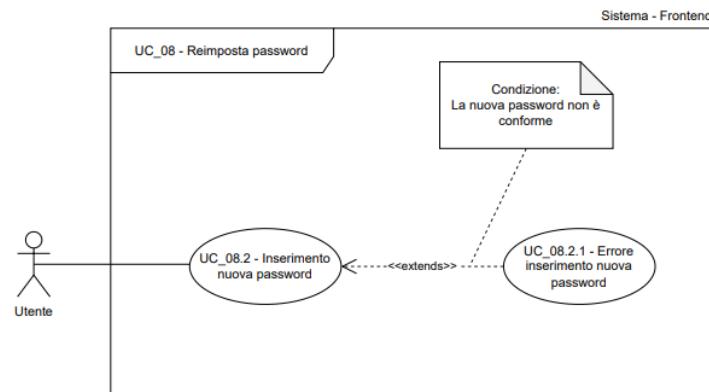 Sistema - Frontend
UC_08 - Reimposta password
Condizione:
La nuova password non è
conforme
UC_08.2 - Inserimento
nuova password
<<extends>>
UC_08.2.1 - Errore
inserimento nuova
password
Utente